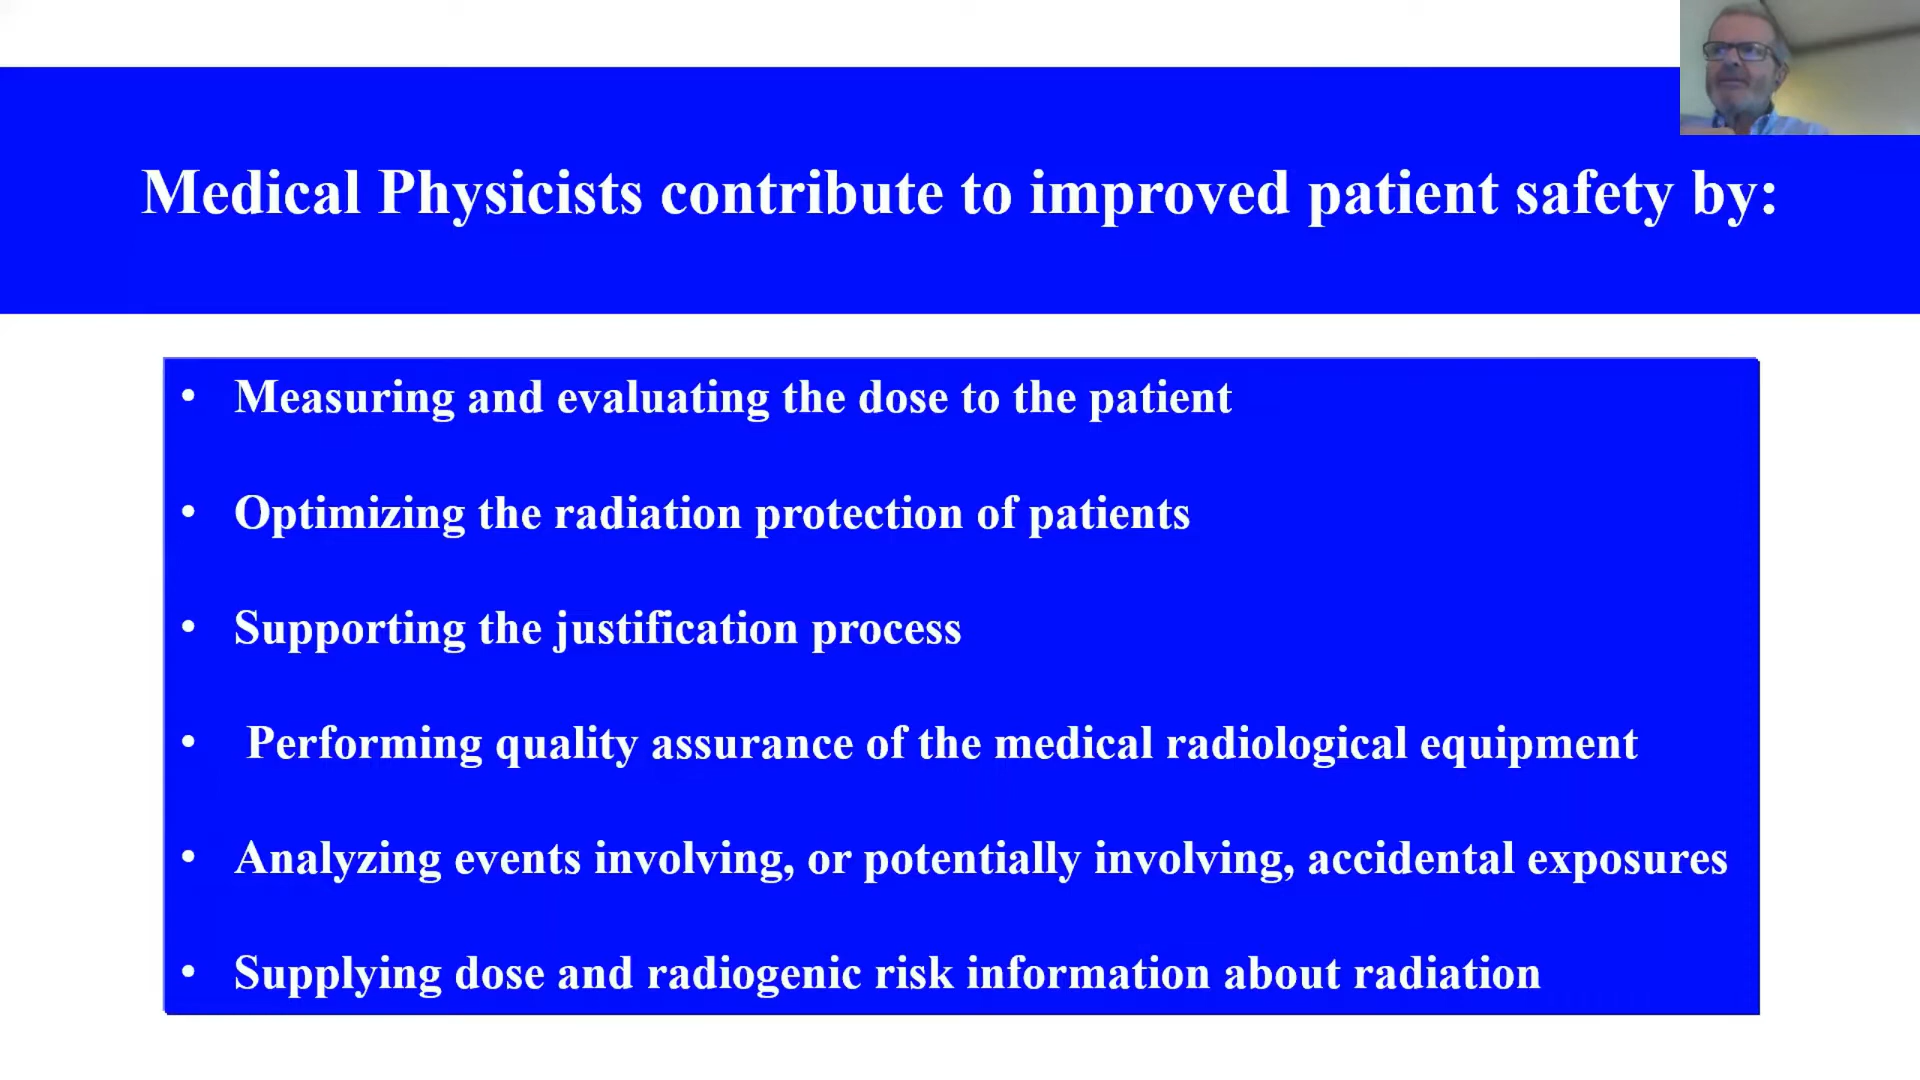 Medical Physicists contribute to improved patient safety by:
• Measuring and evaluating the dose to the patient
• Optimizing the radiation protection of patients
• Supporting the justification process
• Performing quality assurance of the medical radiological equipment
• Analyzing events involving, or potentially involving, accidental exposures
• Supplying dose and radiogenic risk information about radiation